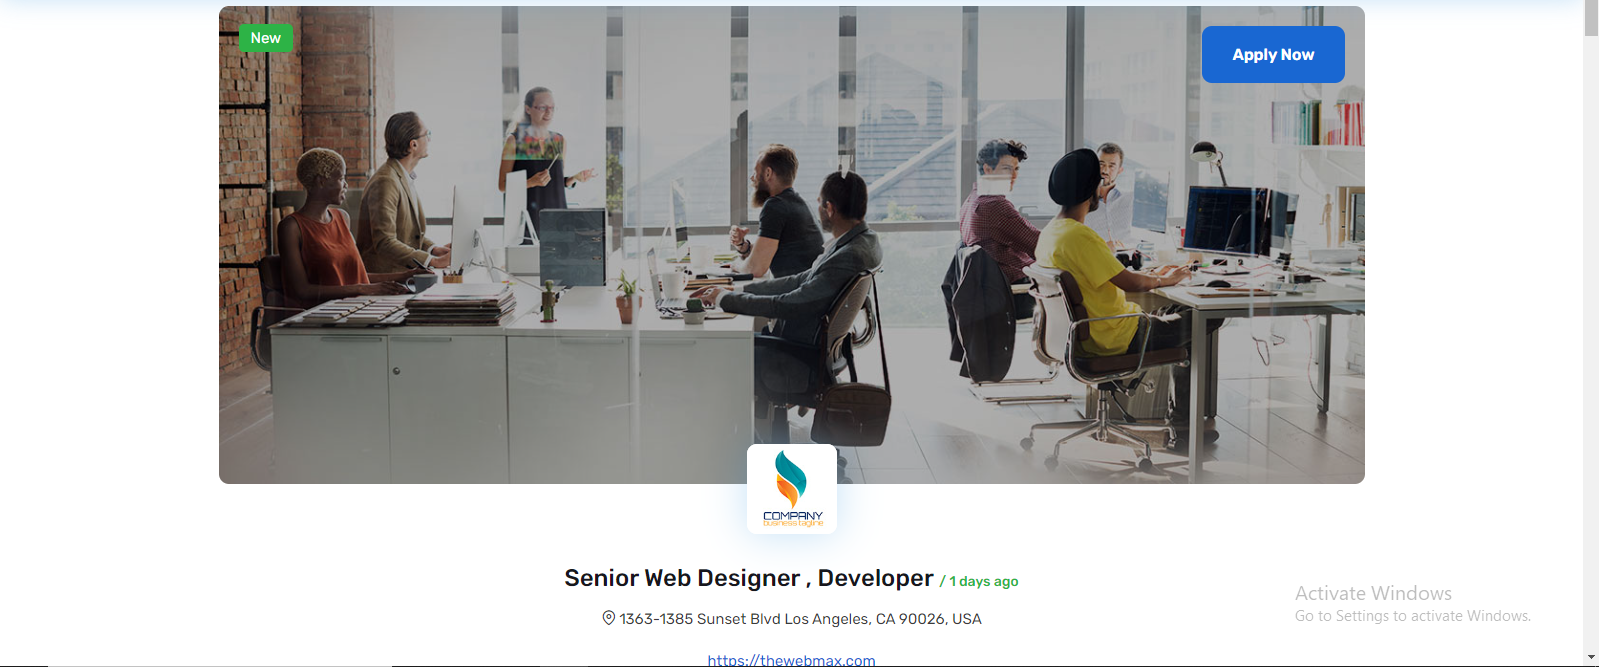 New
Apply Now
COMPANY
business tagline
Senior Web Designer , Developer / 1 days ago
1363-1385 Sunset Blvd Los Angeles, CA 90026, USA
https://thewebmax.com
Activate Windows
Go to Settings to activate Windows.